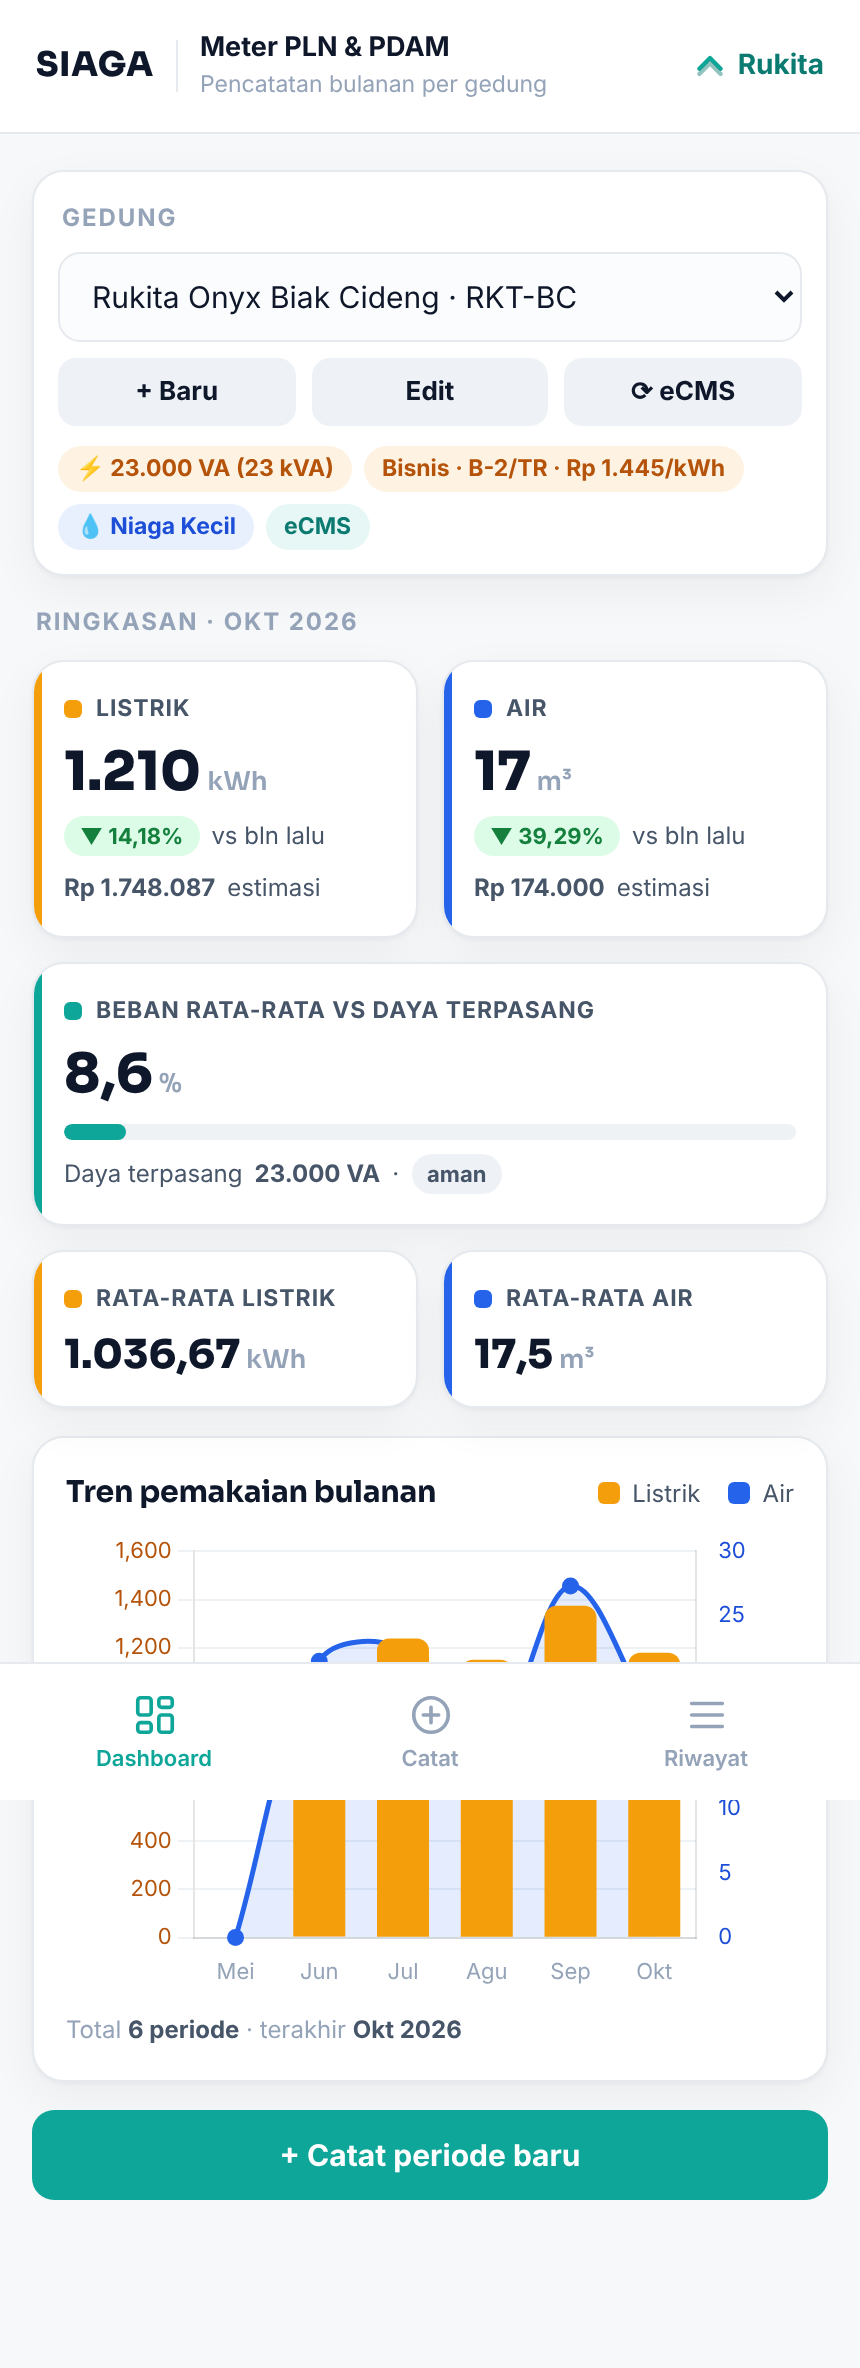 SIAGA
Meter PLN & PDAM
Pencatatan bulanan per gedung
Rukita
GEDUNG
Rukita Onyx Biak Cideng · RKT-BC
+ Baru
Edit
⟳ eCMS
⚡ 23.000 VA (23 kVA)
Bisnis · B-2/TR · Rp 1.445/kWh
💧 Niaga Kecil
eCMS
RINGKASAN · OKT 2026
LISTRIK
1.210 kWh
▼ 14,18% vs bln lalu
Rp 1.748.087 estimasi
AIR
17 m³
▼ 39,29% vs bln lalu
Rp 174.000 estimasi
BEBAN RATA-RATA VS DAYA TERPASANG
8,6 %
Daya terpasang 23.000 VA · aman
RATA-RATA LISTRIK
1.036,67 kWh
RATA-RATA AIR
17,5 m³
Tren pemakaian bulanan
Listrik
Air
1,600
30
1,400
25
1,200
Dashboard
Catat
Riwayat
10
400
5
200
0
0
Mei
Jun
Jul
Agu
Sep
Okt
Total 6 periode · terakhir Okt 2026
+ Catat periode baru